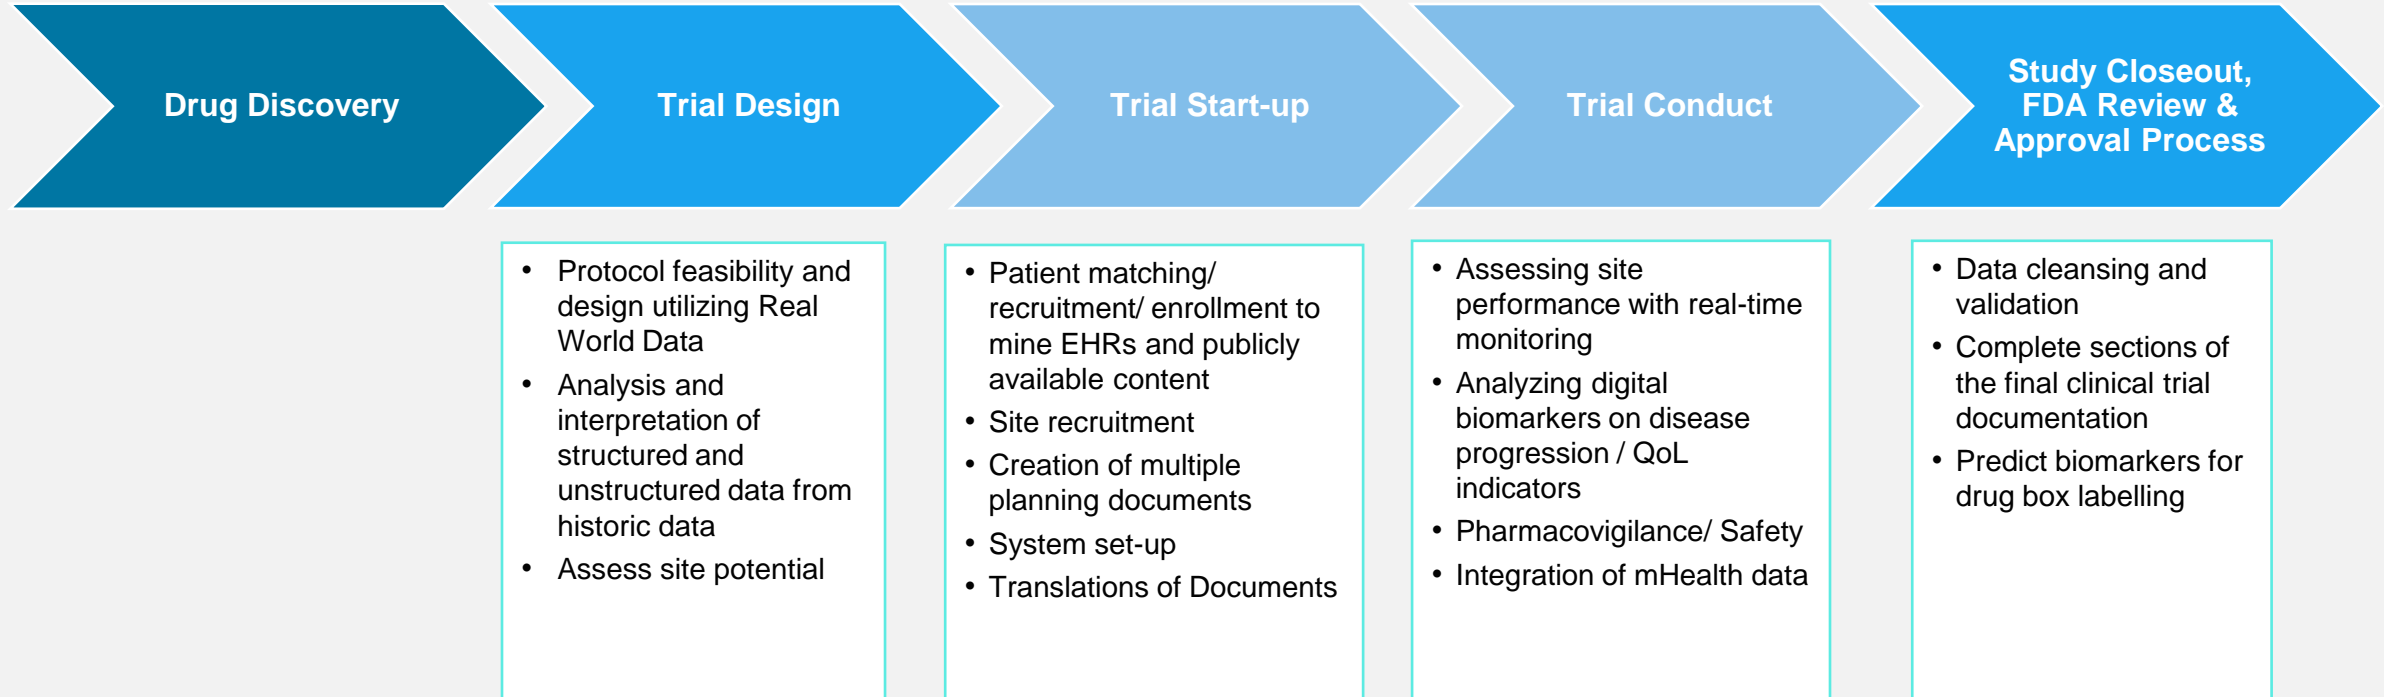 Drug Discovery
Trial Design
Trial Start-up
Trial Conduct
Study Closeout,
FDA Review &
Approval Process
• Protocol feasibility and
design utilizing Real
World Data
• Analysis and
interpretation of
structured and
unstructured data from
historic data
• Assess site potential
• Patient matching/
recruitment/ enrollment to
mine EHRs and publicly
available content
• Site recruitment
• Creation of multiple
planning documents
• System set-up
• Translations of Documents
• Assessing site
performance with real-time
monitoring
• Analyzing digital
biomarkers on disease
progression / QoL
indicators
• Pharmacovigilance/ Safety
• Integration of mHealth data
• Data cleansing and
validation
• Complete sections of
the final clinical trial
documentation
• Predict biomarkers for
drug box labelling